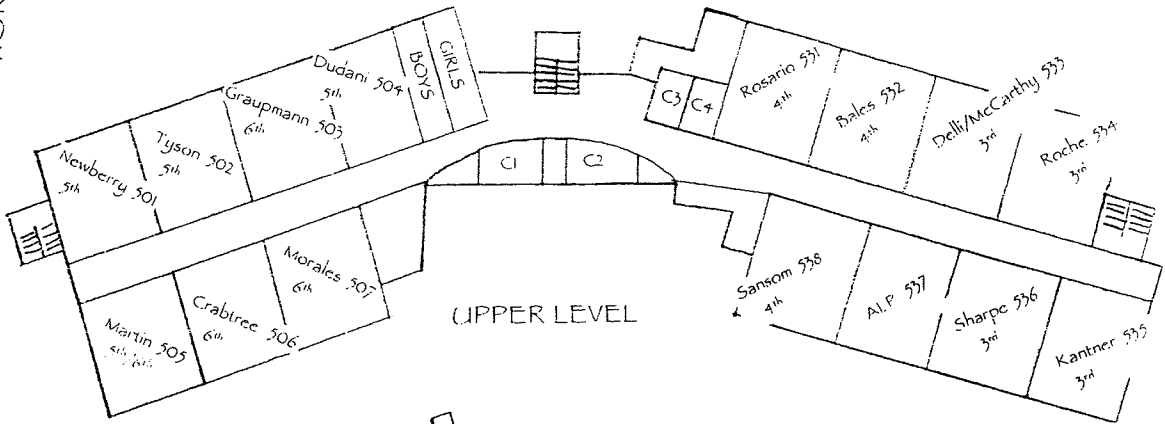 Newberry 501
5th
Tyson 502
5th
Graupmann 503
6th
Dudani 504
5th
BOYS
GIRLS
C1
C2
C3
C4
Rosario 531
4th
Bales 532
4th
Delli/McCarthy 533
3rd
Roche 534
3rd
Martin 505
Crabtree 506
6th
Morales 507
6th
UPPER LEVEL
Sansom 538
4th
A.I.P. 537
Sharpe 536
3rd
Kantner 535
3rd